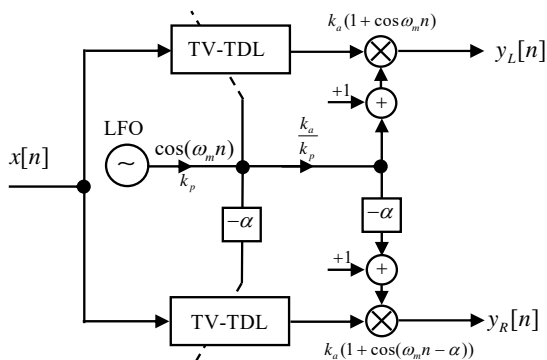 k_a(1 + cos ω_m n)
TV-TDL
y_L[n]
+1
+
LFO
cos(ω_m n)
k_a/k_p
x[n]
~
k_p
−α
−α
+1
+
TV-TDL
y_R[n]
k_a(1 + cos(ω_m n − α))